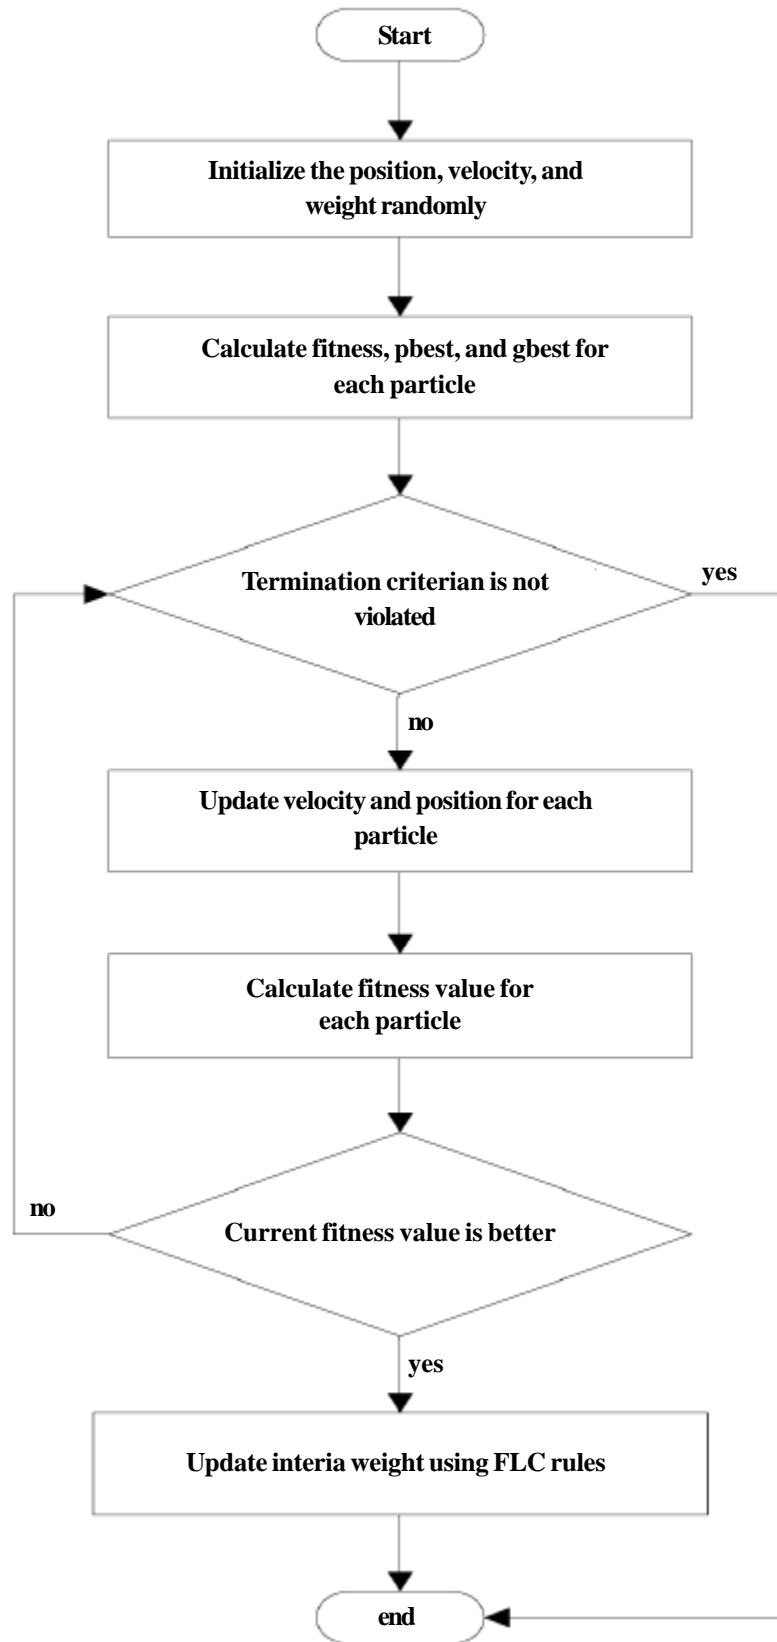 Start
Initialize the position, velocity, and
weight randomly
Calculate fitness, pbest, and gbest for
each particle
Termination criterian is not
violated
yes
no
Update velocity and position for each
particle
Calculate fitness value for
each particle
no
Current fitness value is better
yes
Update interia weight using FLC rules
end